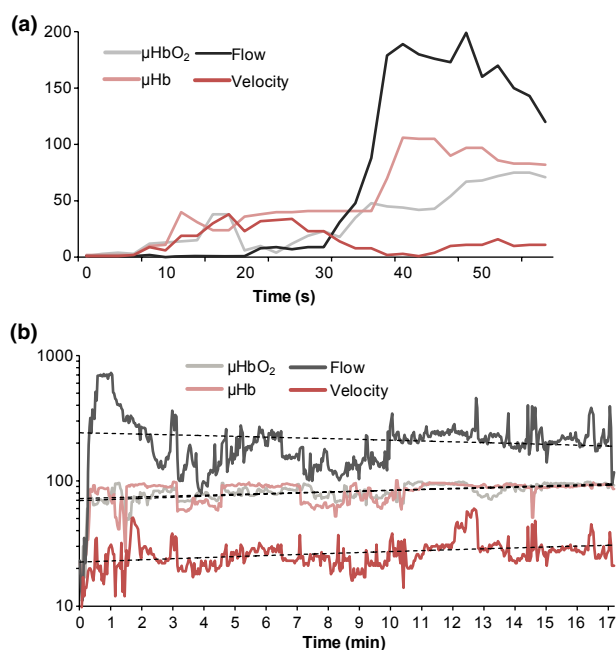 (a)
μHbO₂ Flow
μHb Velocity
200
150
100
50
0
0 10 20 30 40 50
Time (s)
(b)
μHbO₂ Flow
μHb Velocity
1000
100
10
0 1 2 3 4 5 6 7 8 9 10 11 12 13 14 15 16 17
Time (min)